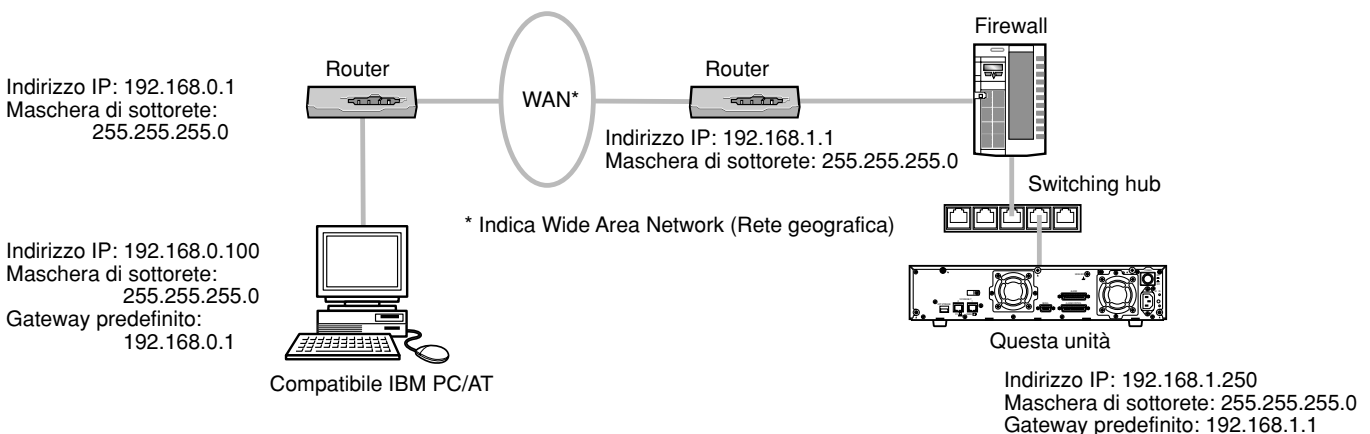 Firewall
Router
Router
Indirizzo IP: 192.168.0.1
Maschera di sottorete:
255.255.255.0
WAN*
Indirizzo IP: 192.168.1.1
Maschera di sottorete: 255.255.255.0
Switching hub
* Indica Wide Area Network (Rete geografica)
Indirizzo IP: 192.168.0.100
Maschera di sottorete:
255.255.255.0
Gateway predefinito:
192.168.0.1
Questa unità
Compatibile IBM PC/AT
Indirizzo IP: 192.168.1.250
Maschera di sottorete: 255.255.255.0
Gateway predefinito: 192.168.1.1